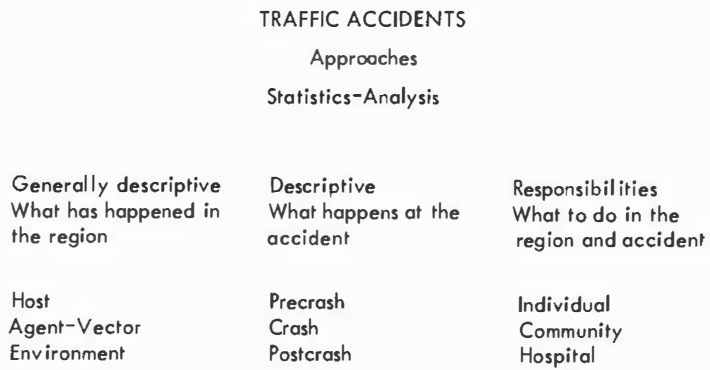 TRAFFIC ACCIDENTS
Approaches
Statistics-Analysis
Generally descriptive
What has happened in
the region
Descriptive
What happens at the
accident
Responsibilities
What to do in the
region and accident
Host
Agent-Vector
Environment
Precrash
Crash
Postcrash
Individual
Community
Hospital